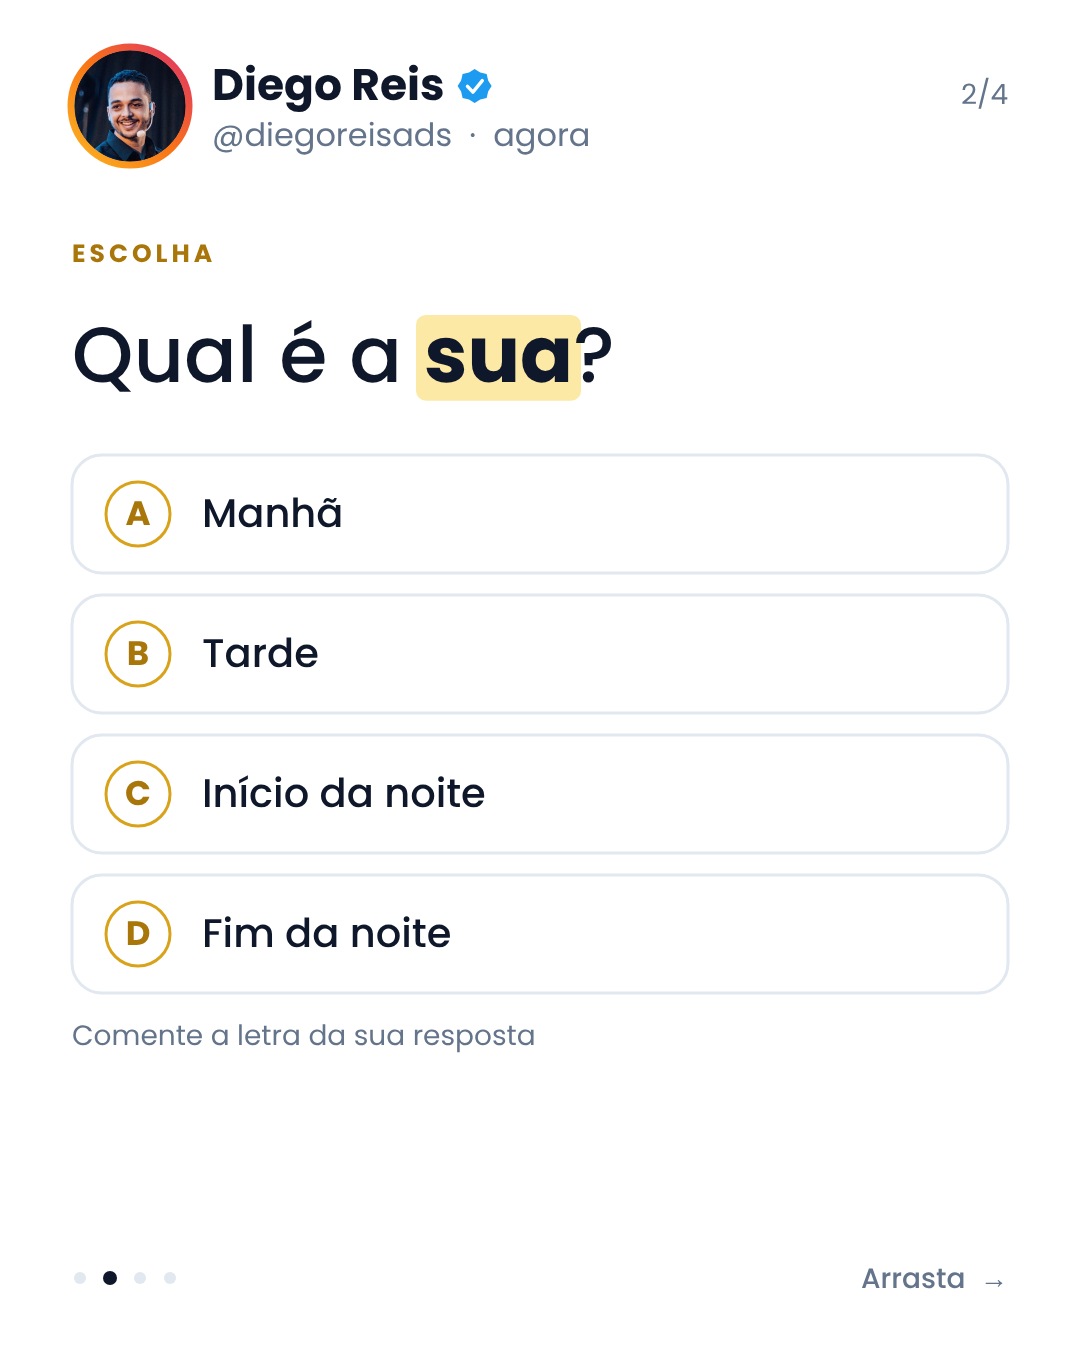 Diego Reis
@diegoreisads · agora
2/4
ESCOLHA
Qual é a sua?
A Manhã
B Tarde
C Início da noite
D Fim da noite
Comente a letra da sua resposta
Arrasta →